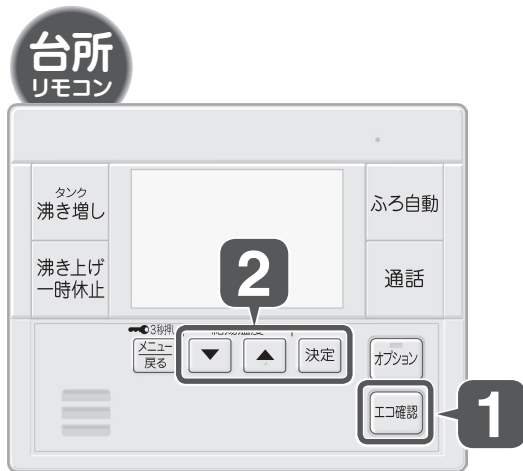 台所
リモコン
タンク
沸き増し
ふろ自動
沸き上げ
一時休止
通話
2
3秒押
メニュー
戻る
▼
▲
決定
オプション
エコ確認
1